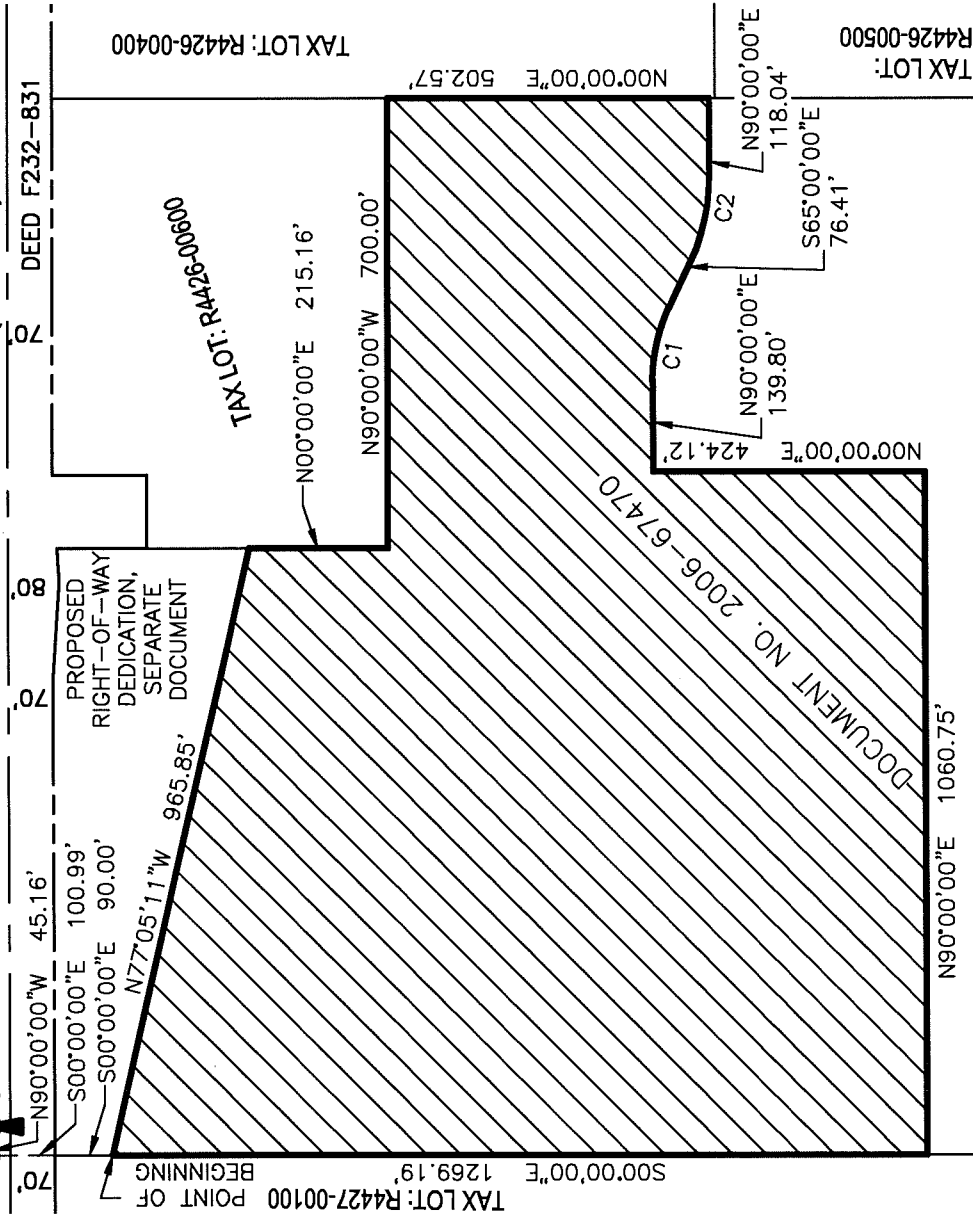 TAX LOT: R4426-00400
TAX LOT:
R4426-00500
DEED F232-831
70'
80'
70'
70'
N90°00'00"W 45.16'
S00°00'00"E 100.99'
S00°00'00"E 90.00'
PROPOSED
RIGHT-OF-WAY
DEDICATION,
SEPARATE
DOCUMENT
TAX LOT: R4426-00600
N77°05'11"W 965.85'
N00°00'00"E 215.16'
N90°00'00"W 700.00'
N00°00'00"E 502.57'
N90°00'00"E
118.04'
C2
S65°00'00"E
76.41'
C1
N90°00'00"E
139.80'
N00°00'00"E 424.12'
DOCUMENT NO. 2006-67470
N90°00'00"E 1060.75'
S00°00'00"E 1269.19'
POINT OF
BEGINNING
TAX LOT: R4427-00100